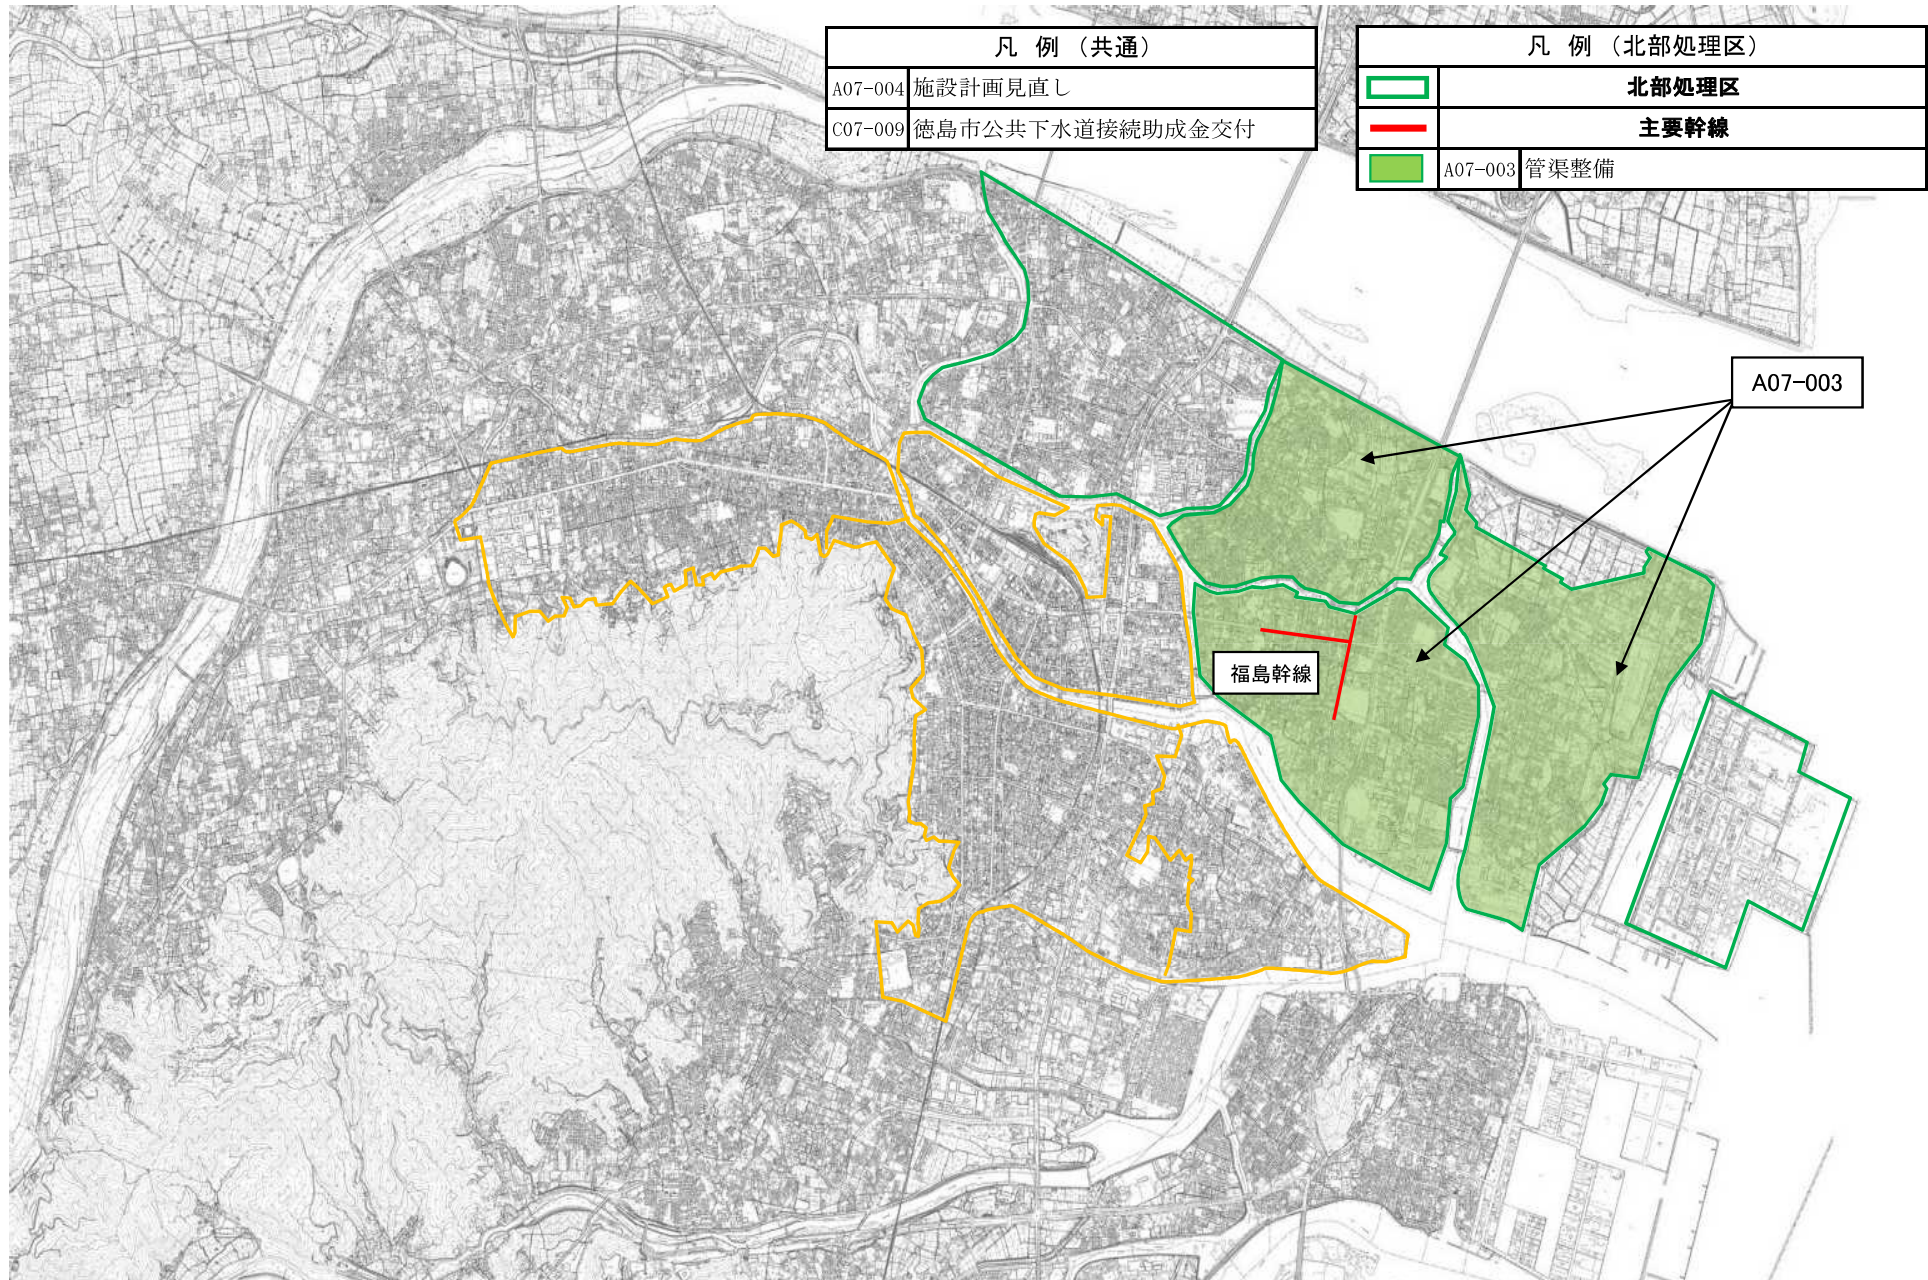 凡 例 （共通）
A07-004 施設計画見直し
C07-009 徳島市公共下水道接続助成金交付
凡 例 （北部処理区）
北部処理区
主要幹線
A07-003 管渠整備
A07-003
福島幹線